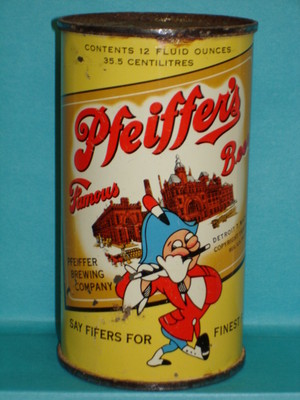 CONTENTS 12 FLUID OUNCES
35.5 CENTILITRES
Pfeiffer's
Famous
PFEIFFER
BREWING
COMPANY
DETROIT
SAY FIFERS FOR
FINEST